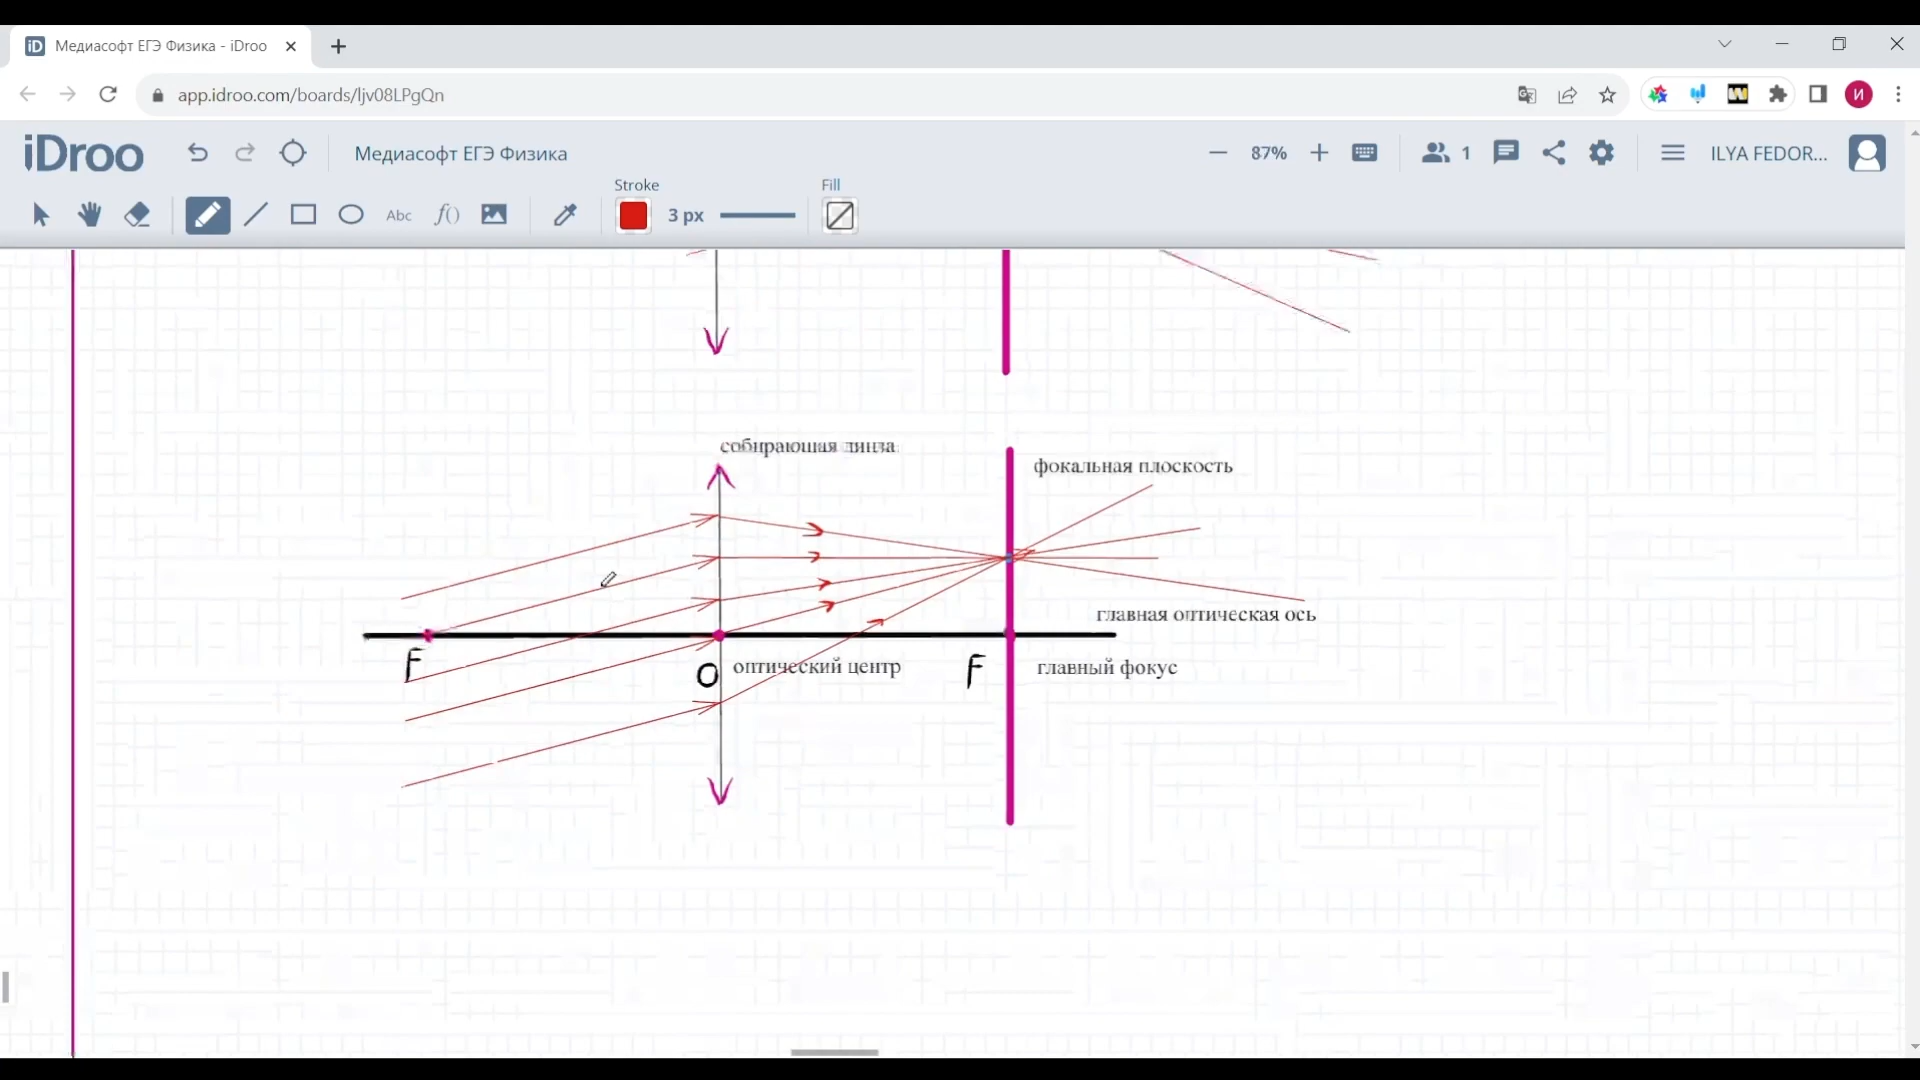 Медиасофт ЕГЭ Физика - iDroo
app.idroo.com/boards/ljv08LPgQn
И
iDroo
Медиасофт ЕГЭ Физика
87%
1
ILYA FEDOR...
Stroke
Fill
Abc
f()
3 px
собирающая линза
фокальная плоскость
главная оптическая ось
F
O
оптический центр
F
главный фокус